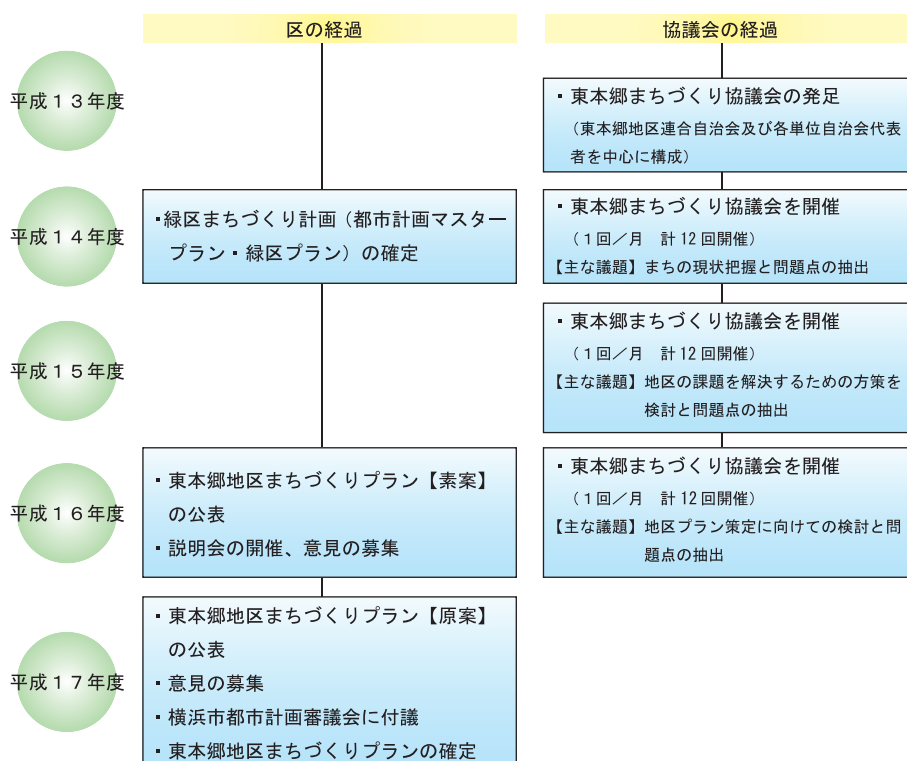 区の経過
協議会の経過
平成13年度
・東本郷まちづくり協議会の発足
（東本郷地区連合自治会及び各単位自治会代表
者を中心に構成）
平成14年度
・緑区まちづくり計画（都市計画マスター
プラン・緑区プラン）の確定
・東本郷まちづくり協議会を開催
（１回／月　計12回開催）
【主な議題】まちの現状把握と問題点の抽出
平成１５年度
・東本郷まちづくり協議会を開催
（１回／月　計12回開催）
【主な議題】地区の課題を解決するための方策を
検討と問題点の抽出
平成１６年度
・東本郷地区まちづくりプラン【素案】
の公表
・説明会の開催、意見の募集
・東本郷まちづくり協議会を開催
（１回／月　計12回開催）
【主な議題】地区プラン策定に向けての検討と問
題点の抽出
平成１７年度
・東本郷地区まちづくりプラン【原案】
の公表
・意見の募集
・横浜市都市計画審議会に付議
・東本郷地区まちづくりプランの確定